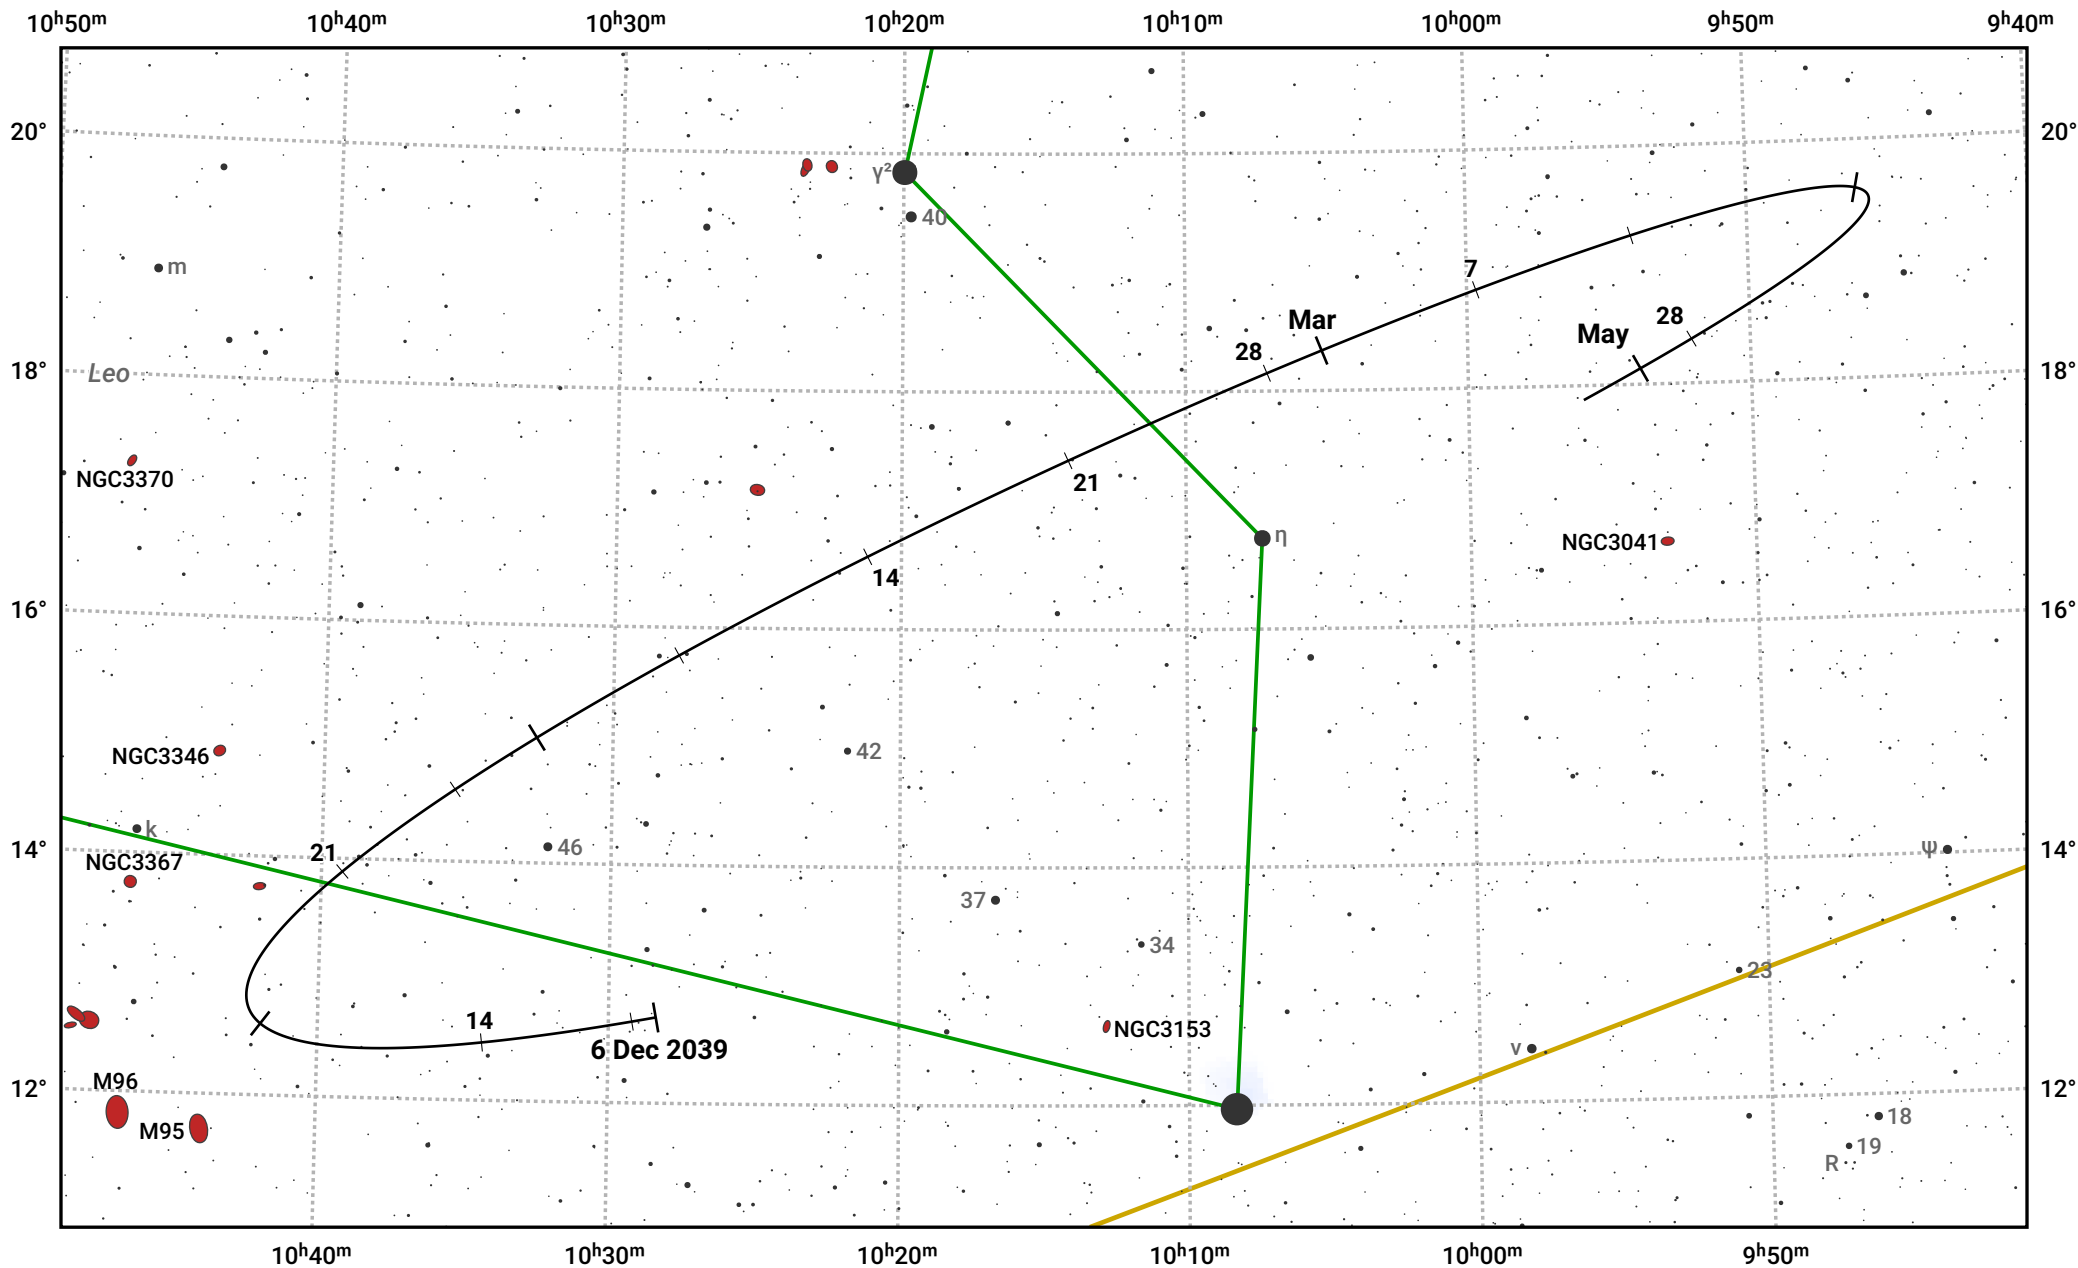 10ʰ50ᵐ 10ʰ40ᵐ 10ʰ30ᵐ 10ʰ20ᵐ 10ʰ10ᵐ 10ʰ00ᵐ 9ʰ50ᵐ 9ʰ40ᵐ
20° 20°
γ²
40
m
7
28
Mar
May
28
18° Leo 18°
NGC3370
21
η
NGC3041
14
16° 16°
NGC3346
42
k
46
14° 21 14°
ψ
NGC3367
37
34
23
14
NGC3153
6 Dec 2039
ν
M96
12° 12°
M95
18
19
R
10ʰ40ᵐ 10ʰ30ᵐ 10ʰ20ᵐ 10ʰ10ᵐ 10ʰ00ᵐ 9ʰ50ᵐ